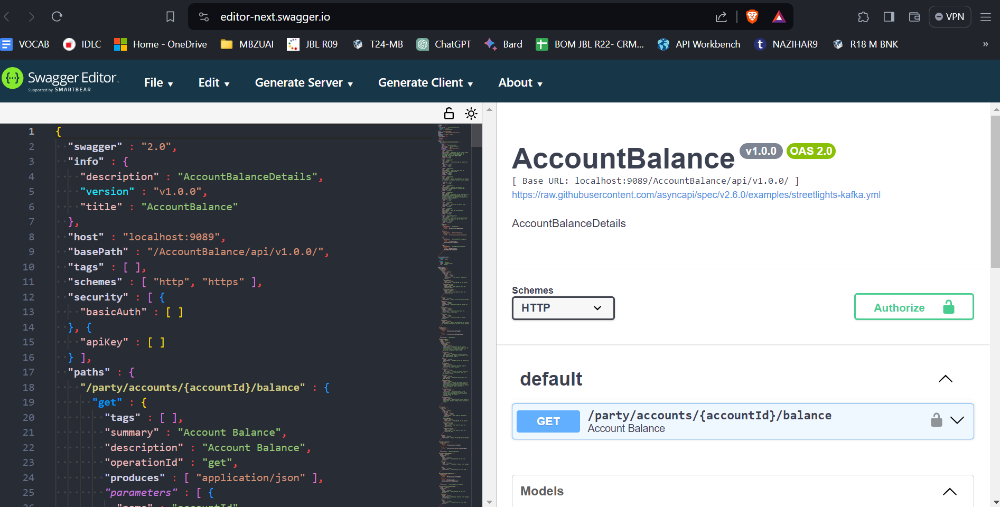 editor-next.swagger.io
VPN
VOCAB IDLC Home - OneDrive MBZUAI JBL R09 T24-MB ChatGPT Bard BOM JBL R22- CRM... API Workbench NAZIHAR9 R18 M BNK »
Swagger Editor
Supported by SMARTBEAR
File Edit Generate Server Generate Client About
1 {
2 "swagger" : "2.0",
3 "info" : {
4 "description" : "AccountBalanceDetails",
5 "version" : "v1.0.0",
6 "title" : "AccountBalance"
7 },
8 "host" : "localhost:9089",
9 "basePath" : "/AccountBalance/api/v1.0.0/",
10 "tags" : [ ],
11 "schemes" : [ "http", "https" ],
12 "security" : [ {
13 "basicAuth" : [ ]
14 }, {
15 "apiKey" : [ ]
16 } ],
17 "paths" : {
18 "/party/accounts/{accountId}/balance" : {
19 "get" : {
20 "tags" : [ ],
21 "summary" : "Account Balance",
22 "description" : "Account Balance",
23 "operationId" : "get",
24 "produces" : [ "application/json" ],
25 "parameters" : [ {
26 "name" : "accountId"
AccountBalance v1.0.0 OAS 2.0
[ Base URL: localhost:9089/AccountBalance/api/v1.0.0/ ]
https://raw.githubusercontent.com/asyncapi/spec/v2.6.0/examples/streetlights-kafka.yml
AccountBalanceDetails
Schemes
HTTP
Authorize
default
GET /party/accounts/{accountId}/balance
Account Balance
Models